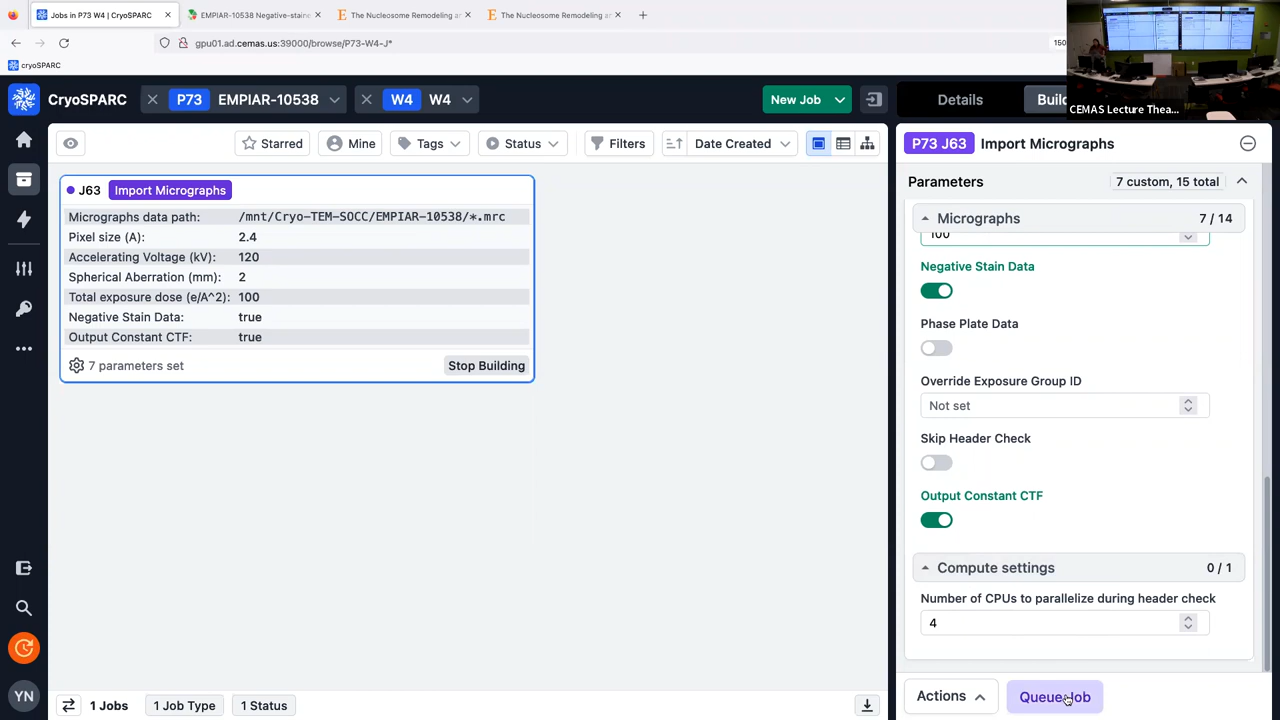 Jobs in P73 W4 | CryoSPARC
EMPIAR-10538 Negative-staine
The Nucleosome Remodeling a
The Nucleosome Remodeling ar
gpu01.ad.cemas.us:39000/browse/P73-W4-J*
150
cryoSPARC
CEMAS Lecture Thea...
CryoSPARC
P73 EMPIAR-10538
W4 W4
New Job
Details
Build
Starred
Mine
Tags
Status
Filters
Date Created
P73 J63 Import Micrographs
Parameters
7 custom, 15 total
J63 Import Micrographs
Micrographs data path: /mnt/Cryo-TEM-SOCC/EMPIAR-10538/*.mrc
Pixel size (A): 2.4
Accelerating Voltage (kV): 120
Spherical Aberration (mm): 2
Total exposure dose (e/A^2): 100
Negative Stain Data: true
Output Constant CTF: true
7 parameters set
Stop Building
Micrographs 7 / 14
100
Negative Stain Data
Phase Plate Data
Override Exposure Group ID
Not set
Skip Header Check
Output Constant CTF
Compute settings 0 / 1
Number of CPUs to parallelize during header check
4
YN
1 Jobs
1 Job Type
1 Status
Actions
Queue Job